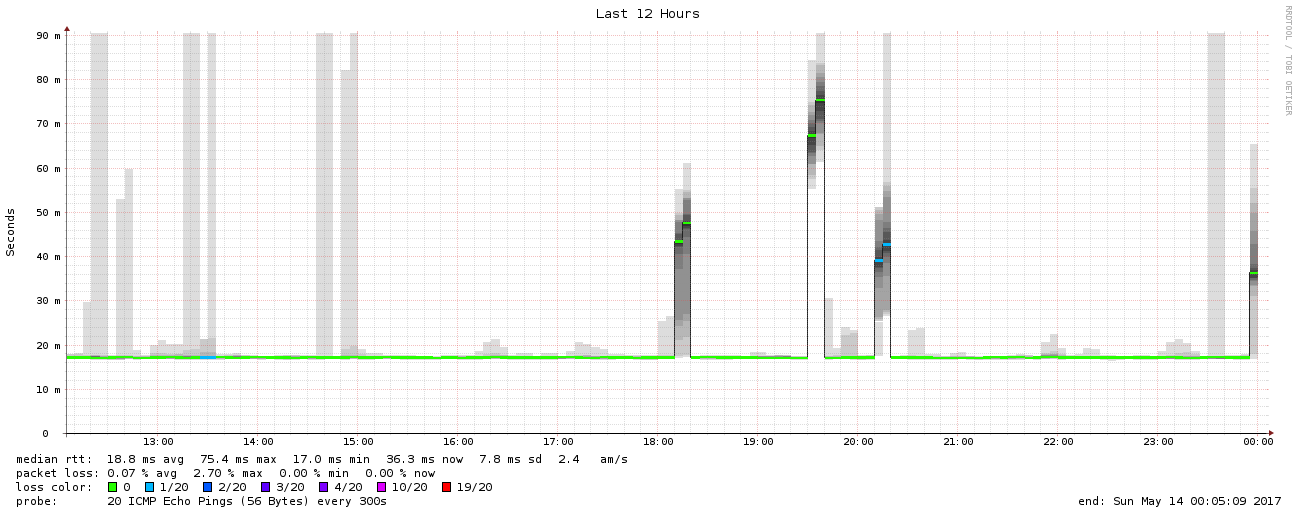 Last 12 Hours
RRDTOOL / TOBI OETIKER
Seconds
90 m
80 m
70 m
60 m
50 m
40 m
30 m
20 m
10 m
0
13:00 14:00 15:00 16:00 17:00 18:00 19:00 20:00 21:00 22:00 23:00 00:00
median rtt: 18.8 ms avg 75.4 ms max 17.0 ms min 36.3 ms now 7.8 ms sd 2.4 am/s
packet loss: 0.07 % avg 2.70 % max 0.00 % min 0.00 % now
loss color: 0 1/20 2/20 3/20 4/20 10/20 19/20
probe: 20 ICMP Echo Pings (56 Bytes) every 300s
end: Sun May 14 00:05:09 2017